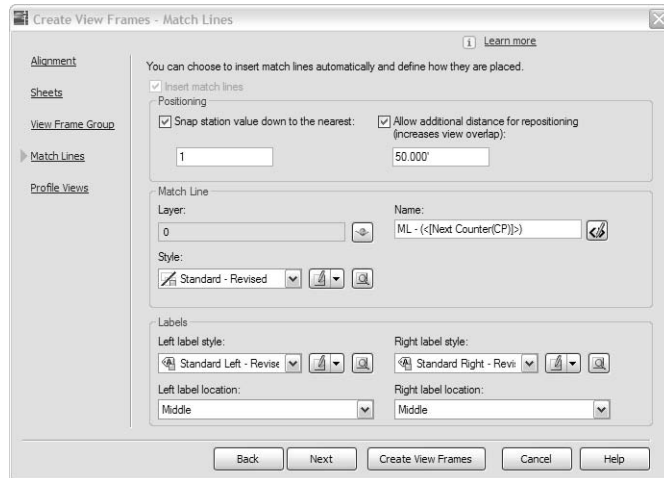 Create View Frames - Match Lines
Learn more
Alignment
Sheets
View Frame Group
Match Lines
Profile Views
You can choose to insert match lines automatically and define how they are placed.
Insert match lines
Positioning
Snap station value down to the nearest:
Allow additional distance for repositioning
(increases view overlap):
1
50.000'
Match Line
Layer:
Name:
0
ML - (<[Next Counter(CP)]>)
Style:
Standard - Revised
Labels
Left label style:
Right label style:
Standard Left - Revise
Standard Right - Revi
Left label location:
Right label location:
Middle
Middle
Back
Next
Create View Frames
Cancel
Help